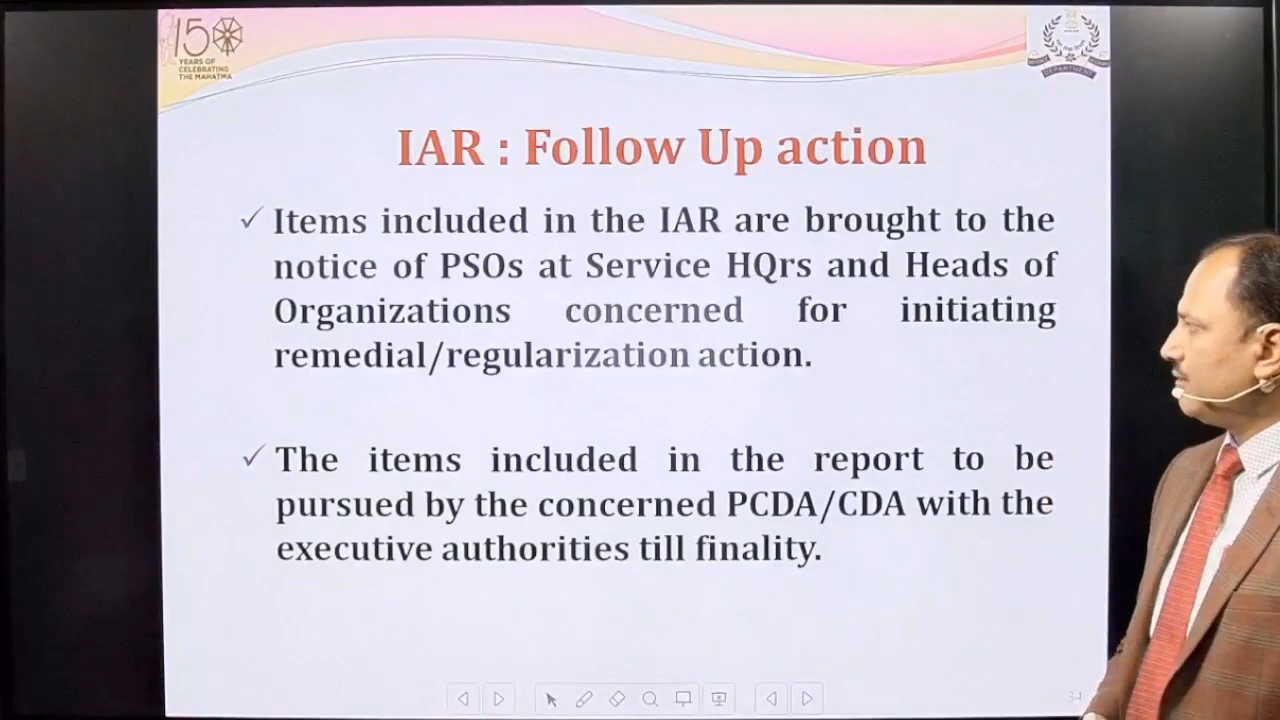 150
YEARS OF
CELEBRATING
THE MAHATMA
DEPARTMENT
IAR : Follow Up action
Items included in the IAR are brought to the
notice of PSOs at Service HQrs and Heads of
Organizations concerned for initiating
remedial/regularization action.
The items included in the report to be
pursued by the concerned PCDA/CDA with the
executive authorities till finality.
34